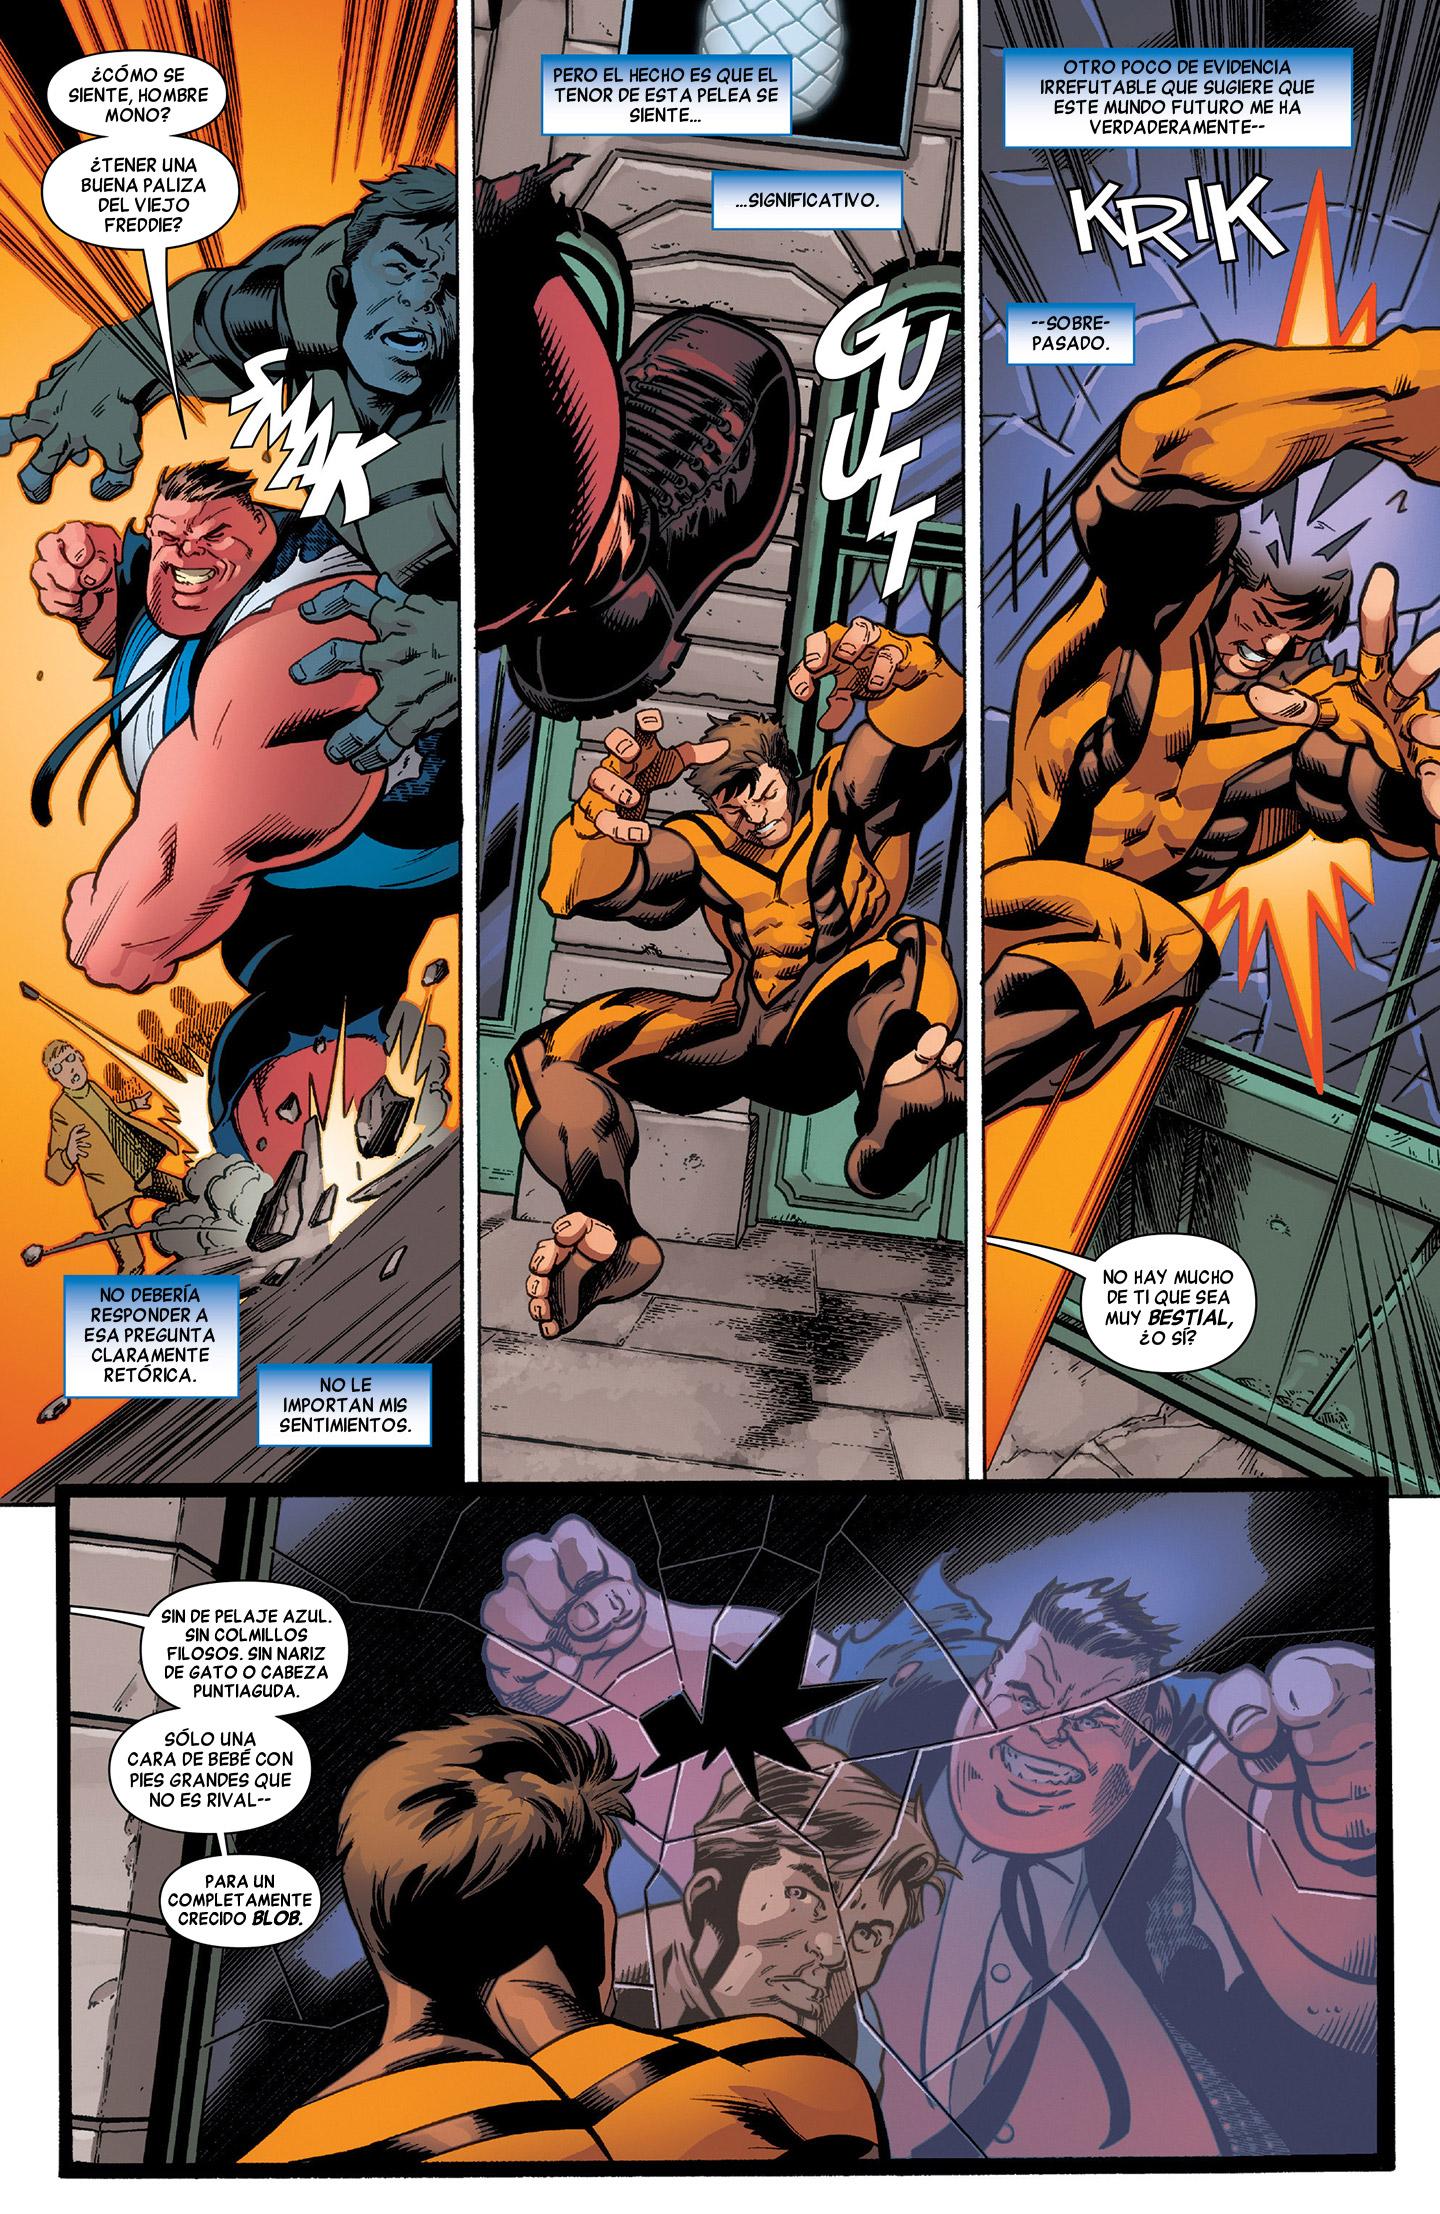 ¿CÓMO SE
SIENTE, HOMBRE
MONO?
¿TENER UNA
BUENA PALIZA
DEL VIEJO
FREDDIE?
SMAK
NO DEBERÍA
RESPONDER A
ESA PREGUNTA
CLARAMENTE
RETÓRICA.
NO LE
IMPORTAN MIS
SENTIMIENTOS.
PERO EL HECHO ES QUE EL
TENOR DE ESTA PELEA SE
SIENTE...
...SIGNIFICATIVO.
GUULT
OTRO POCO DE EVIDENCIA
IRREFUTABLE QUE SUGIERE QUE
ESTE MUNDO FUTURO ME HA
VERDADERAMENTE--
KRIK
--SOBRE-
PASADO.
NO HAY MUCHO
DE TI QUE SEA
MUY BESTIAL,
¿O SÍ?
SIN DE PELAJE AZUL.
SIN COLMILLOS
FILOSOS. SIN NARIZ
DE GATO O CABEZA
PUNTIAGUDA.
SÓLO UNA
CARA DE BEBÉ CON
PIES GRANDES QUE
NO ES RIVAL--
PARA UN
COMPLETAMENTE
CRECIDO BLOB.